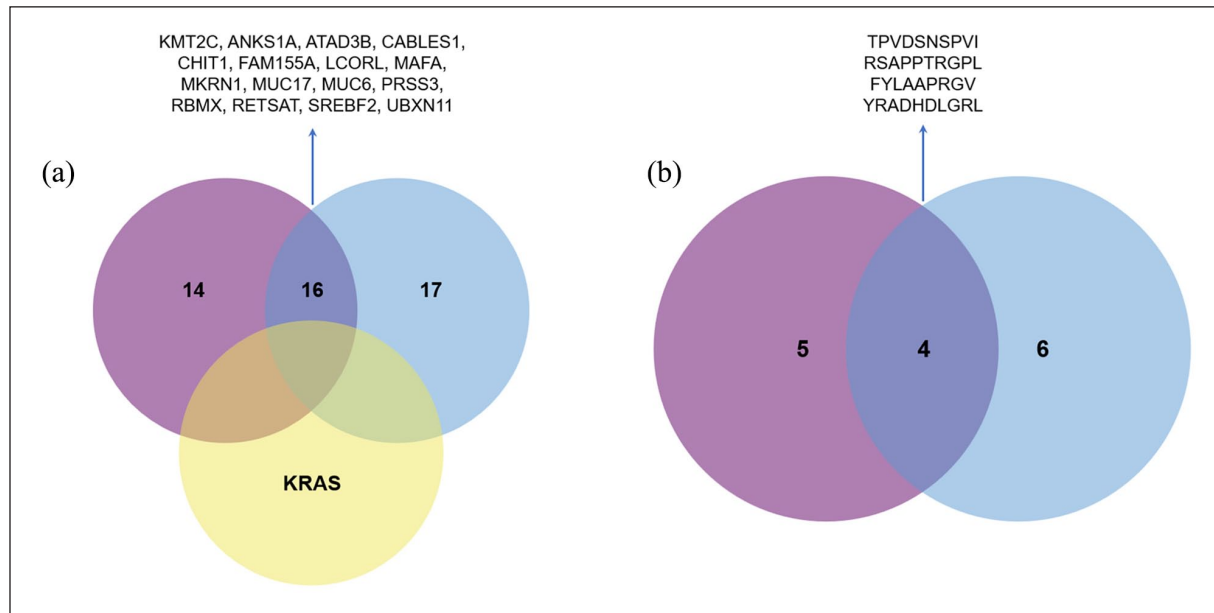 KMT2C, ANKS1A, ATAD3B, CABLES1,
CHIT1, FAM155A, LCORL, MAFA,
MKRN1, MUC17, MUC6, PRSS3,
RBMX, RETSAT, SREBF2, UBXN11
(a)
14
16
17
KRAS
TPVDSNSPVI
RSAPPTRGPL
FYLAAPRGV
YRADHDLGRL
(b)
5
4
6